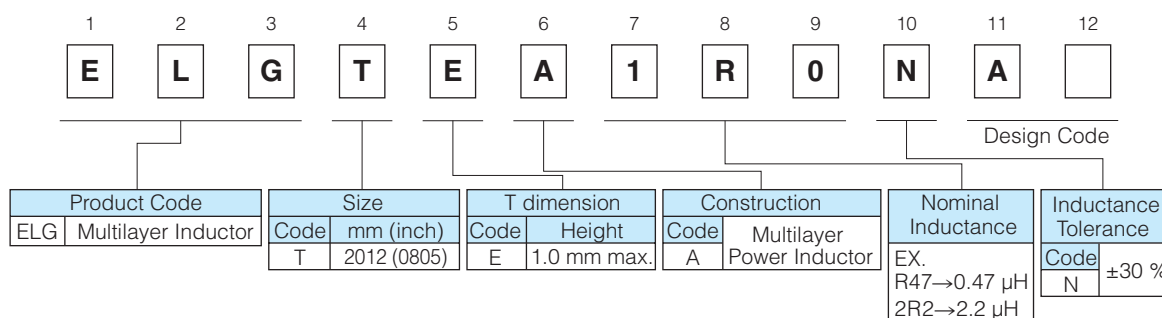 1 2 3 4 5 6 7 8 9 10 11 12
E L G T E A 1 R 0 N A
Design Code
Product Code
ELG Multilayer Inductor
Size
Code mm (inch)
T 2012 (0805)
T dimension
Code Height
E 1.0 mm max.
Construction
Code
A
Multilayer
Power Inductor
Nominal
Inductance
EX.
R47→0.47 µH
2R2→2.2 µH
Inductance
Tolerance
Code
N
±30 %